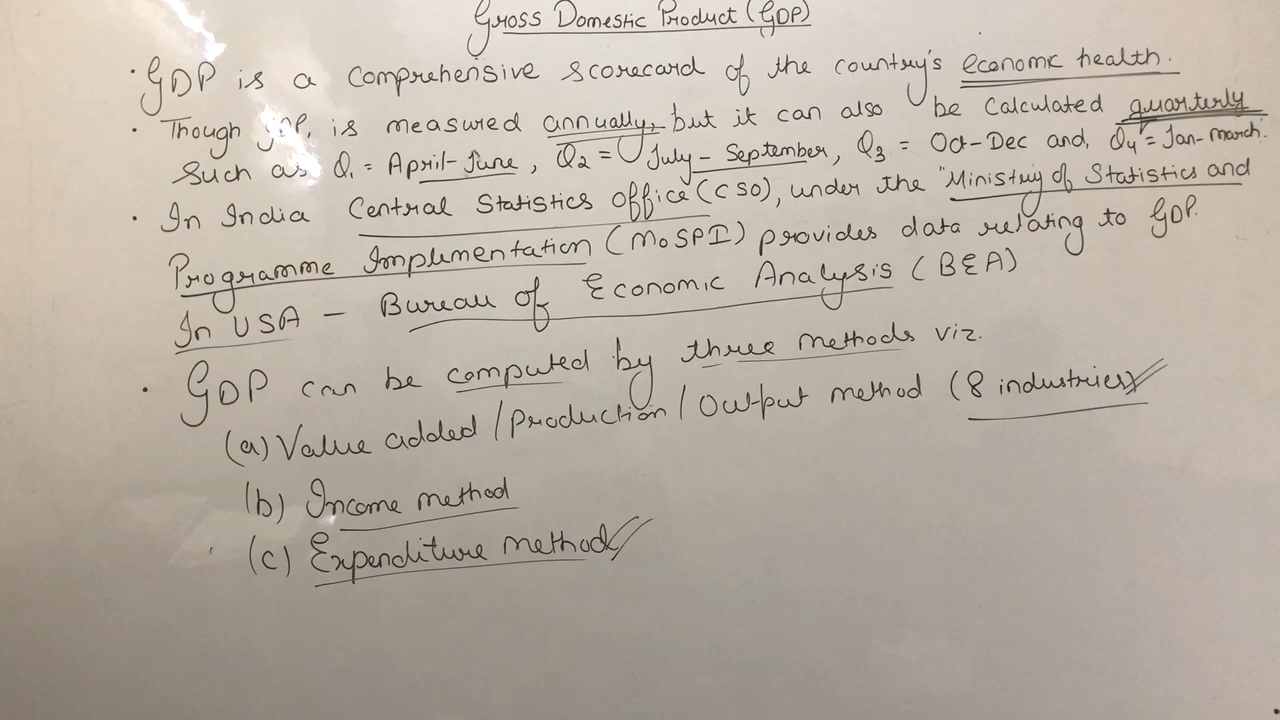 Gross Domestic Product (GDP)
• GDP is a comprehensive scorecard of the country's economic health.
• Though GDP, is measured annually, but it can also be calculated quarterly
Such as Q1 = April-June, Q2 = July-September, Q3 = Oct-Dec and, Q4 = Jan-March.
• In India Central Statistics office (CSO), under the "Ministry of Statistics and
Programme Implementation (MoSPI) provides data relating to GDP.
In USA - Bureau of Economic Analysis (BEA)
• GDP can be computed by three methods viz.
(a) Value added / Production / Output method (8 industries)
(b) Income method
(c) Expenditure method